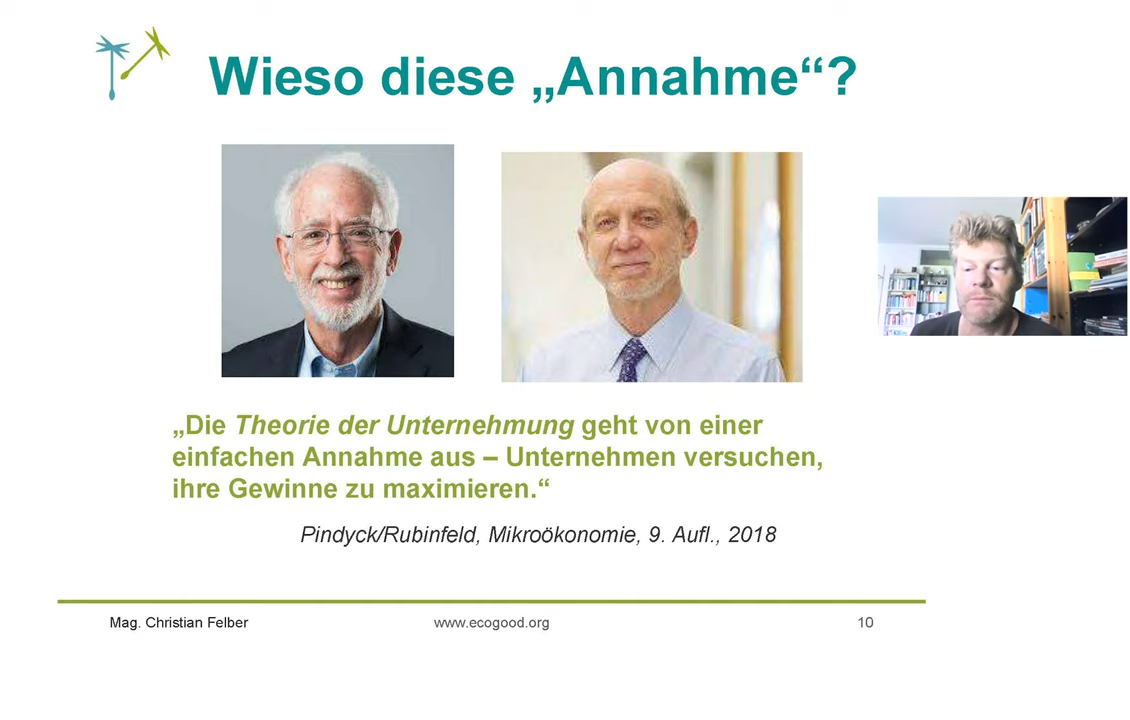 Wieso diese „Annahme“?
„Die Theorie der Unternehmung geht von einer
einfachen Annahme aus – Unternehmen versuchen,
ihre Gewinne zu maximieren.“
Pindyck/Rubinfeld, Mikroökonomie, 9. Aufl., 2018
Mag. Christian Felber
www.ecogood.org
10